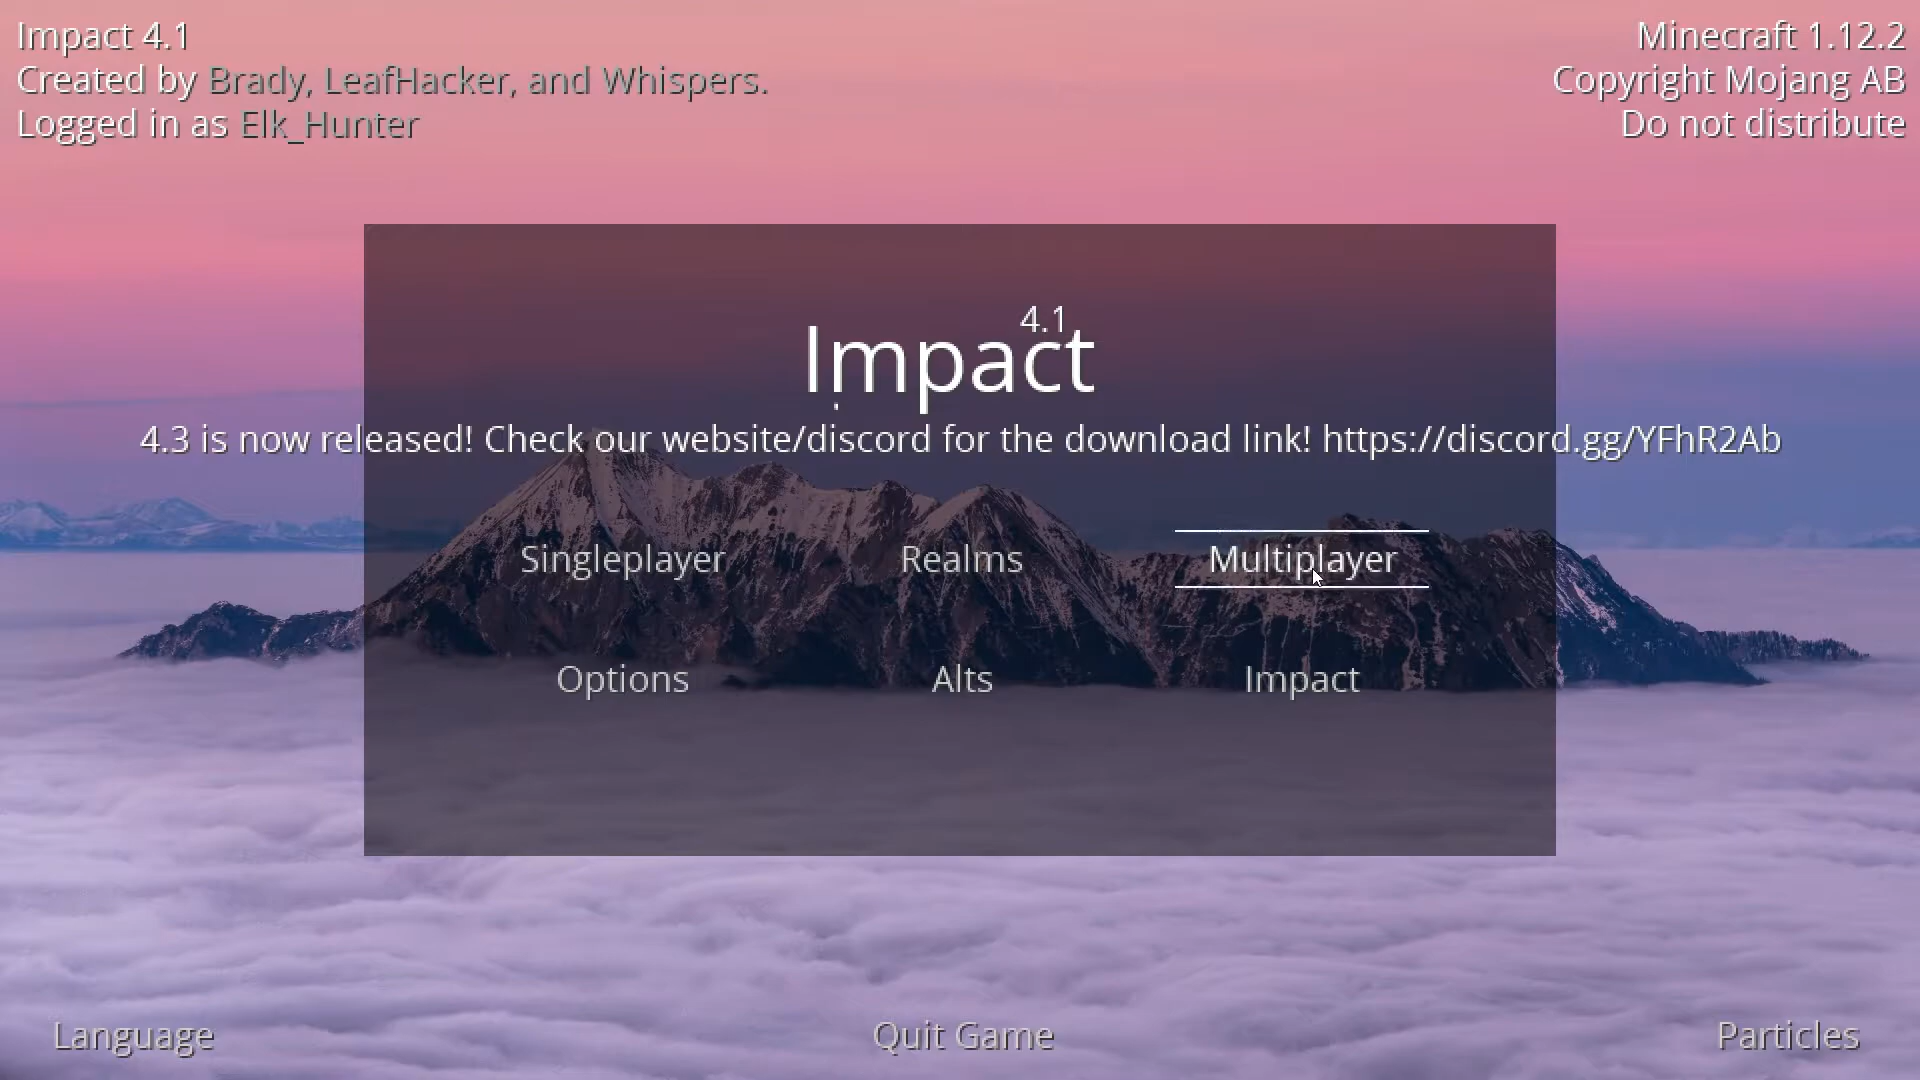 Impact 4.1
Created by Brady, LeafHacker, and Whispers.
Logged in as Elk_Hunter
Minecraft 1.12.2
Copyright Mojang AB
Do not distribute
4.1
Impact
4.3 is now released! Check our website/discord for the download link! https://discord.gg/YFhR2Ab
Singleplayer Realms Multiplayer
Options Alts Impact
Language Quit Game Particles